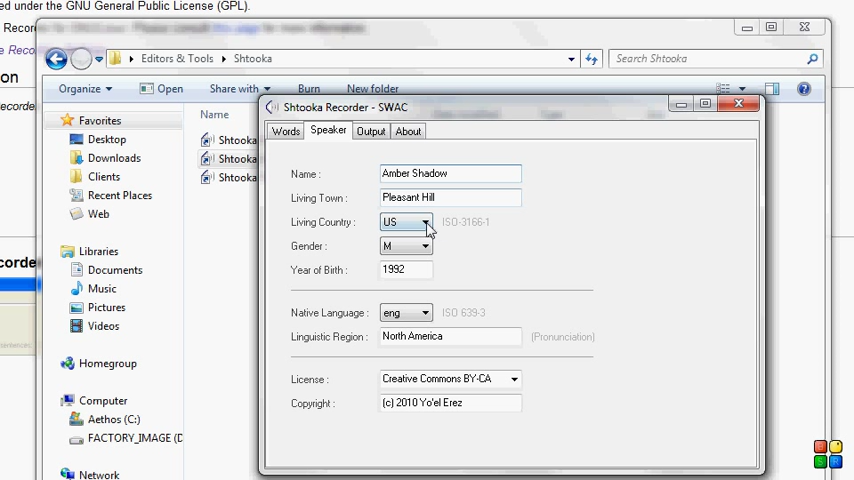 ed under the GNU General Public License (GPL).
Editors & Tools
Shtooka
Search Shtooka
Organize
Open
Share with
Burn
New folder
Favorites
Desktop
Downloads
Clients
Recent Places
Web
Libraries
Documents
Music
Pictures
Videos
Homegroup
Computer
Aethos (C:)
FACTORY_IMAGE (D
Network
Name
Shtooka
Shtooka
Shtooka
Shtooka Recorder - SWAC
Words
Speaker
Output
About
Name :
Amber Shadow
Living Town :
Pleasant Hill
Living Country :
US
ISO-3166-1
Gender :
M
Year of Birth :
1992
Native Language :
eng
ISO 639-3
Linguistic Region :
North America
(Pronunciation)
License :
Creative Commons BY-CA
Copyright :
(c) 2010 Yo'el Erez